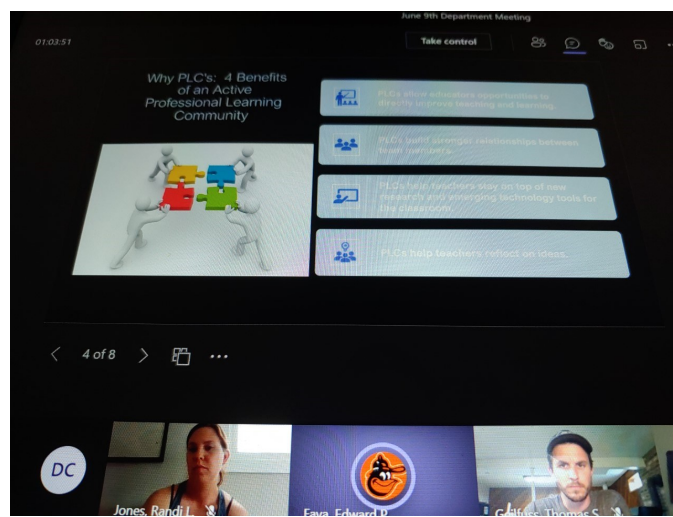 June 9th Department Meeting
01:03:51
Take control
Why PLC's: 4 Benefits
of an Active
Professional Learning
Community
PLCs allow educators opportunities to
directly improve teaching and learning.
PLCs build stronger relationships between
team members.
PLCs help teachers stay on top of new
research and emerging technology tools for
the classroom.
PLCs help teachers reflect on ideas.
4 of 8
DC
Jones, Randi L.
Fava, Edward P.
Thomas S.